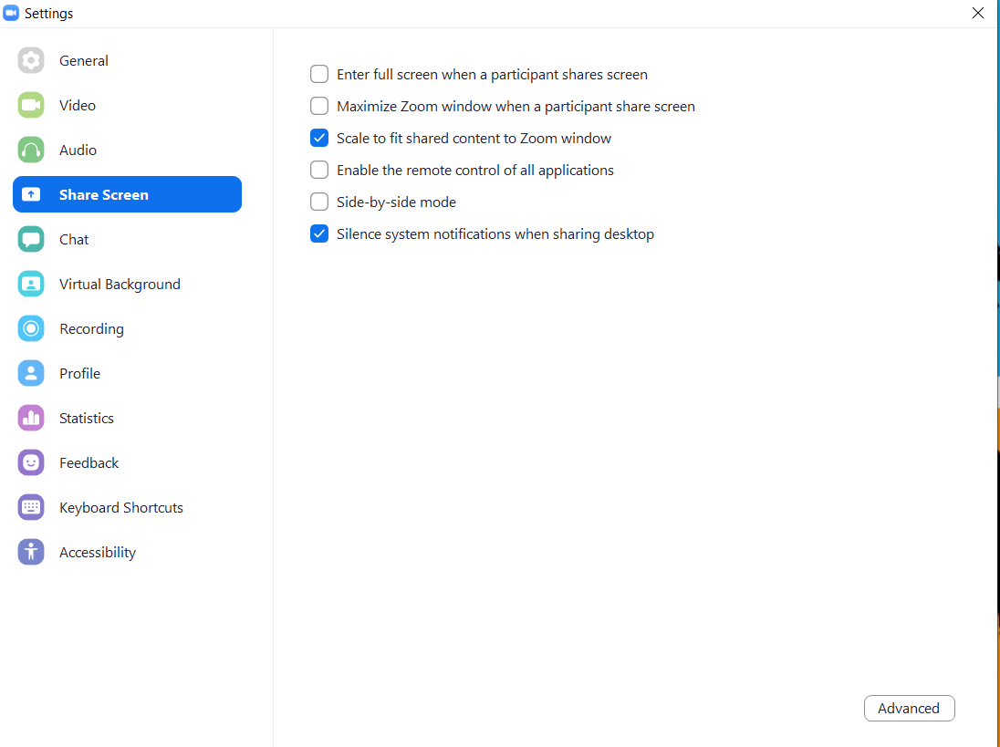 Settings
General
Video
Audio
Share Screen
Chat
Virtual Background
Recording
Profile
Statistics
Feedback
Keyboard Shortcuts
Accessibility
Enter full screen when a participant shares screen
Maximize Zoom window when a participant share screen
Scale to fit shared content to Zoom window
Enable the remote control of all applications
Side-by-side mode
Silence system notifications when sharing desktop
Advanced